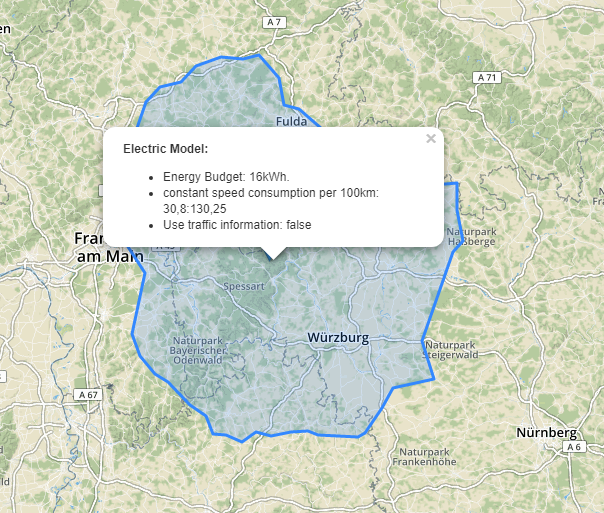 en
A 7
A 71
Fulda
×
Electric Model:
Energy Budget: 16kWh.
constant speed consumption per 100km:
30,8:130,25
Use traffic information: false
Fran
am Main
Naturpark
Haßberge
Spessart
Würzburg
Naturpark
Bayerischer
Odenwald
Naturpark
Steigerwald
A 67
Nürnberg
A 6
Naturpark
Frankenhöhe